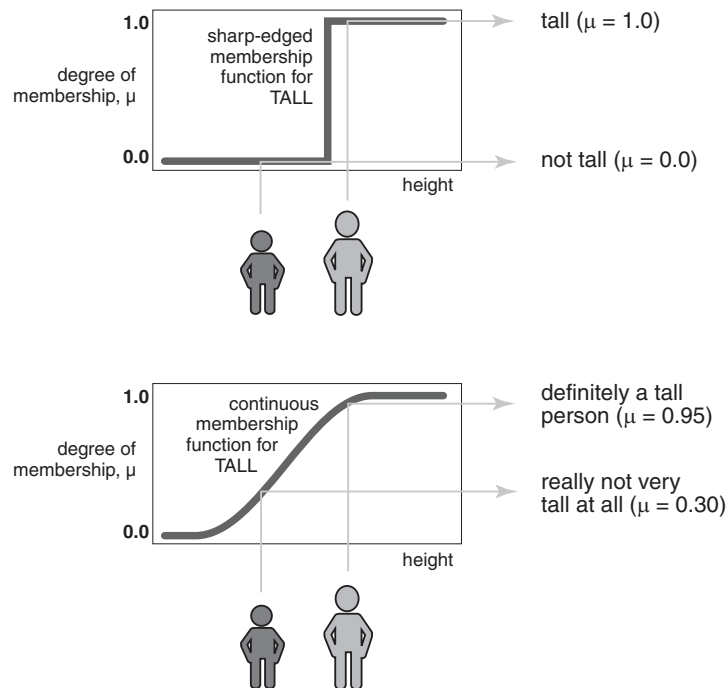 1.0
sharp-edged
membership
function for
TALL
degree of
membership, μ
0.0
height
tall (μ = 1.0)
not tall (μ = 0.0)
1.0
continuous
membership
function for
TALL
degree of
membership, μ
0.0
height
definitely a tall
person (μ = 0.95)
really not very
tall at all (μ = 0.30)